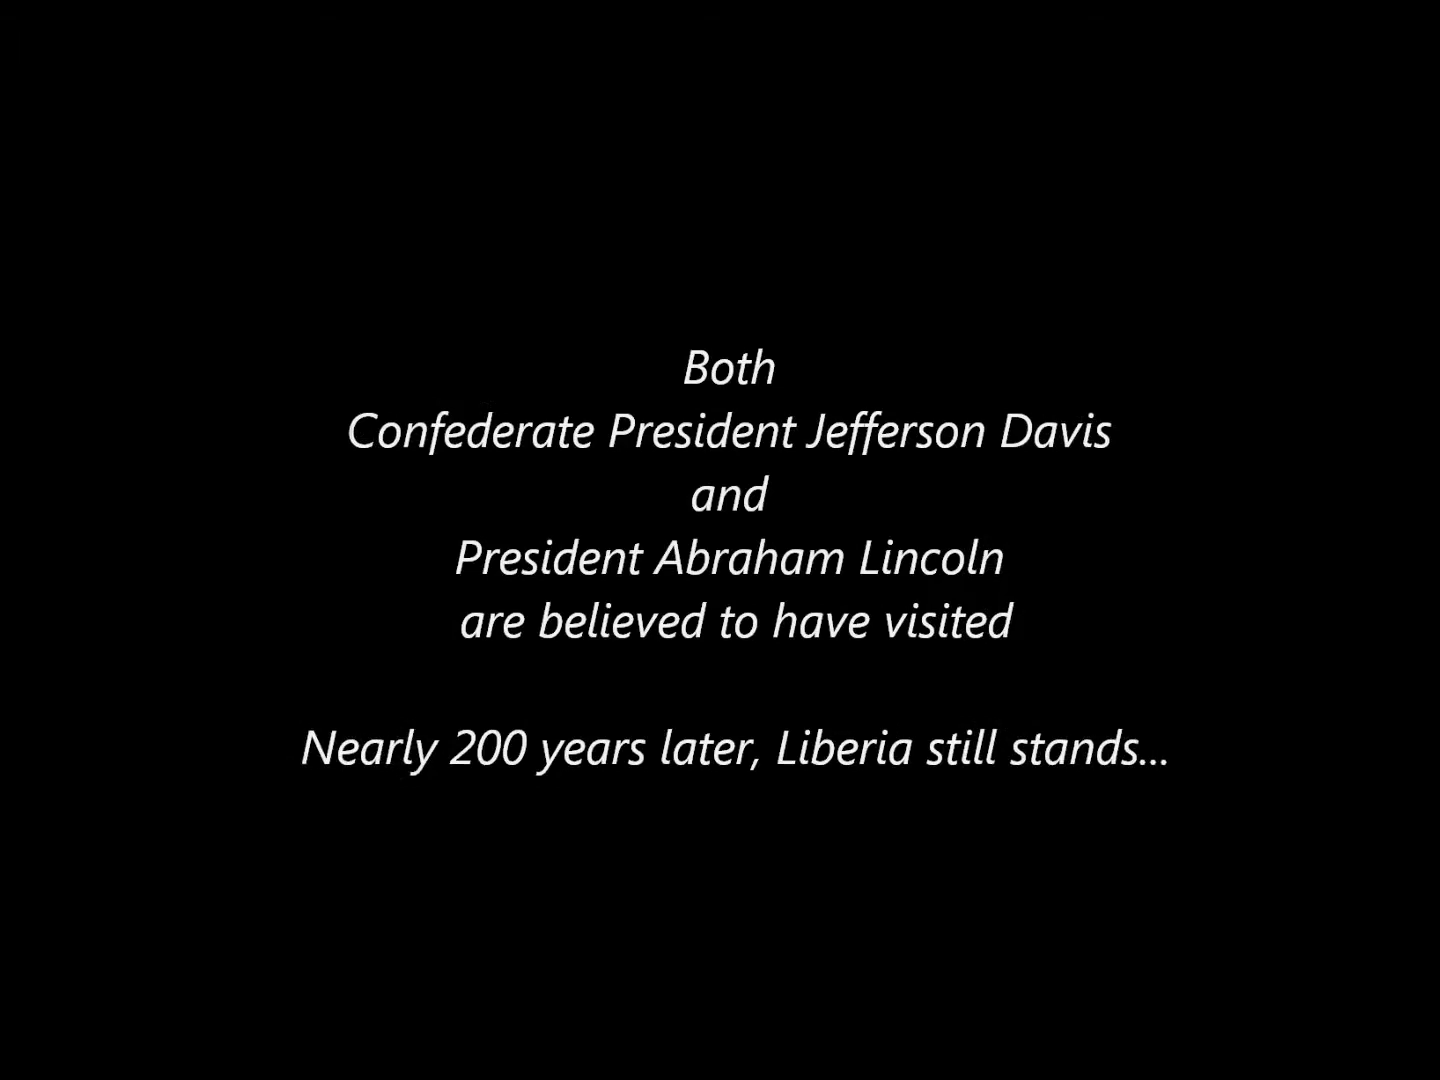 Both
Confederate President Jefferson Davis
and
President Abraham Lincoln
are believed to have visited
Nearly 200 years later, Liberia still stands...